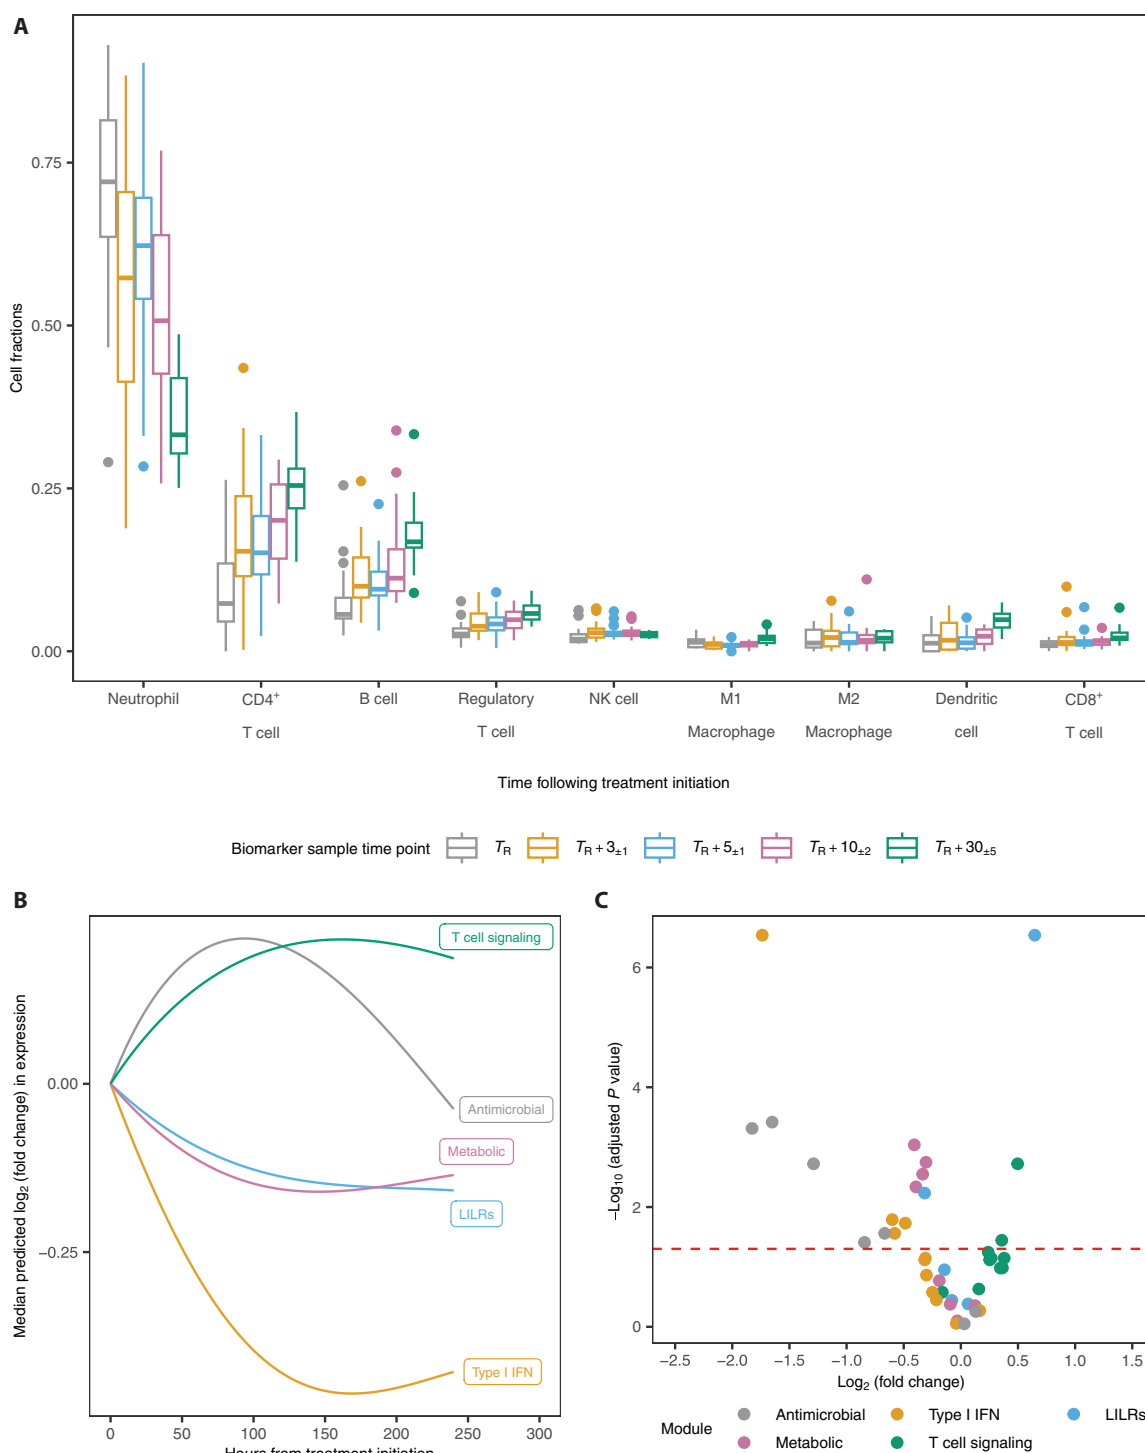 A
Cell fractions
0.75
0.50
0.25
0.00
Neutrophil CD4+ B cell Regulatory NK cell M1 M2 Dendritic CD8+
T cell T cell Macrophage Macrophage cell T cell
Time following treatment initiation
Biomarker sample time point TR TR + 3±1 TR + 5±1 TR + 10±2 TR + 30±5
B
Median predicted log2 (fold change) in expression
0.00
−0.25
T cell signaling
Antimicrobial
Metabolic
LILRs
Type I IFN
0 50 100 150 200 250 300
Hours from treatment initiation
C
−Log10 (adjusted P value)
6
4
2
0
−2.5 −2.0 −1.5 −1.0 −0.5 0.0 0.5 1.0 1.5
Log2 (fold change)
Module Antimicrobial Type I IFN LILRs
Metabolic T cell signaling